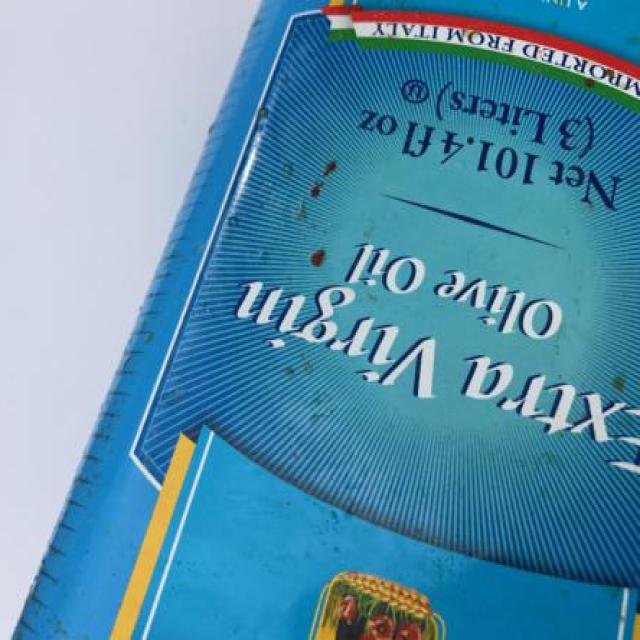 Extra Virgin
Olive Oil
Net 101.4 fl oz
(3 Liters) ⓤ
IMPORTED FROM ITALY